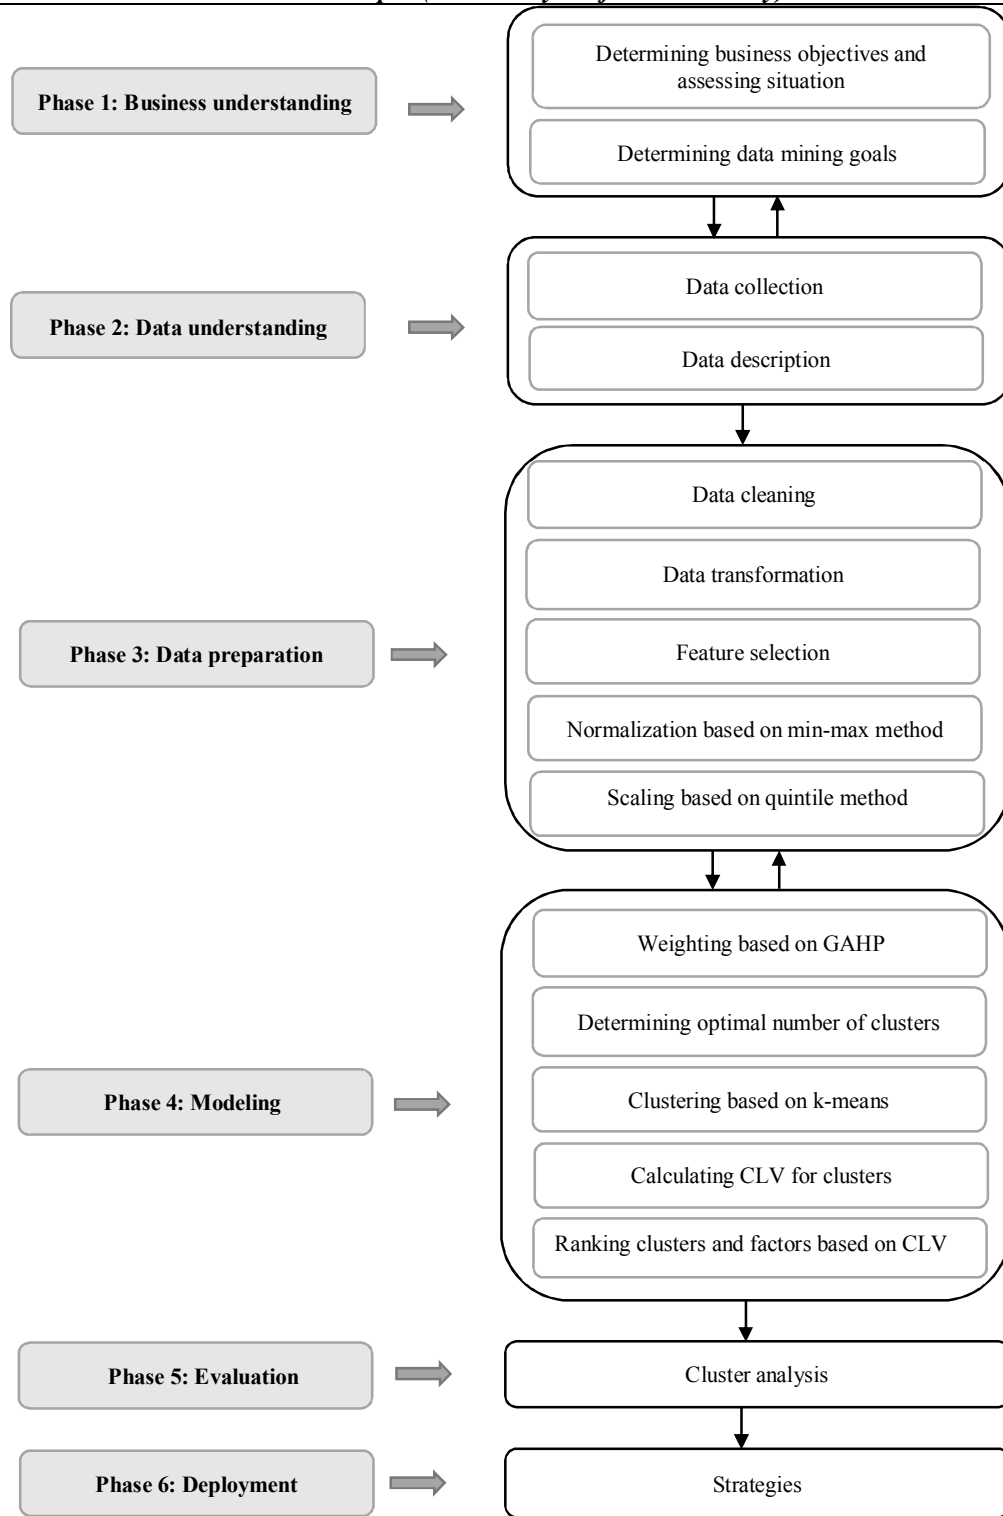 Phase 1: Business understanding
Determining business objectives and
assessing situation
Determining data mining goals
Phase 2: Data understanding
Data collection
Data description
Phase 3: Data preparation
Data cleaning
Data transformation
Feature selection
Normalization based on min-max method
Scaling based on quintile method
Phase 4: Modeling
Weighting based on GAHP
Determining optimal number of clusters
Clustering based on k-means
Calculating CLV for clusters
Ranking clusters and factors based on CLV
Phase 5: Evaluation
Cluster analysis
Phase 6: Deployment
Strategies